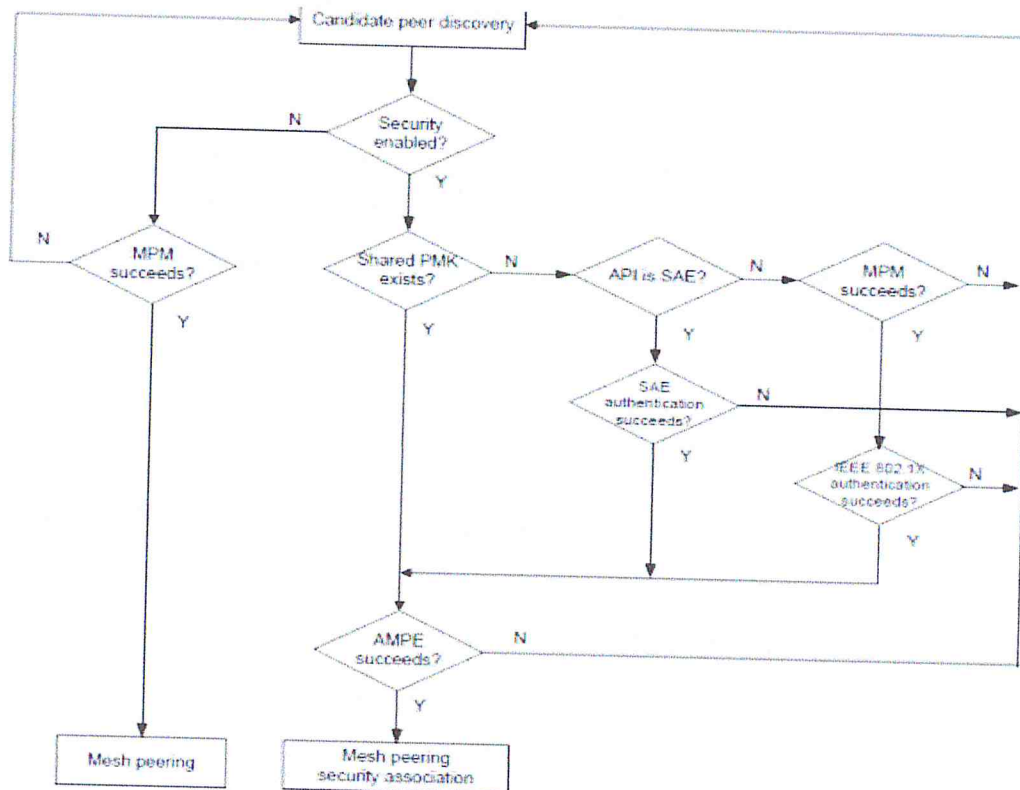 Candidate peer discovery
N
Security
enabled?
Y
N
MPM
succeeds?
Y
Shared PMK
exists?
N
Y
API is SAE?
N
Y
MPM
succeeds?
N
Y
SAE
authentication
succeeds?
N
Y
IEEE 802.1X
authentication
succeeds?
N
Y
AMPE
succeeds?
N
Y
Mesh peering
Mesh peering
security association